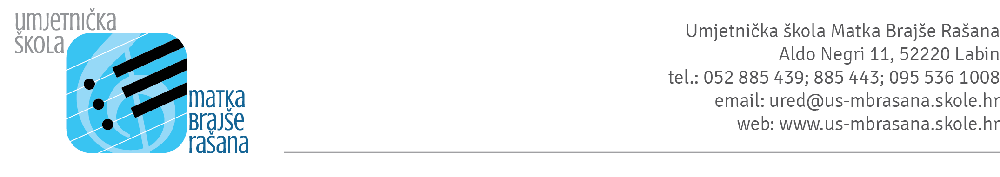 umjetnička
škola
matka
brajše
rašana
Umjetnička škola Matka Brajše Rašana
Aldo Negri 11, 52220 Labin
tel.: 052 885 439; 885 443; 095 536 1008
email: ured@us-mbrasana.skole.hr
web: www.us-mbrasana.skole.hr